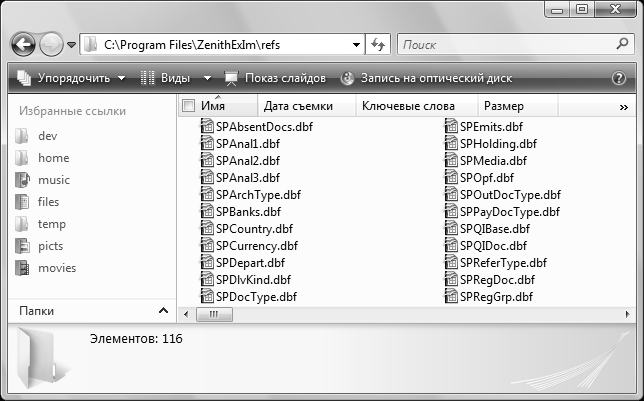 C:\Program Files\ZenithExIm\refs
Поиск
Упорядочить Виды Показ слайдов Запись на оптический диск
Избранные ссылки
dev
home
music
files
temp
picts
movies
Папки
Имя Дата съемки Ключевые слова Размер »
SPAbsentDocs.dbf
SPAnal1.dbf
SPAnal2.dbf
SPAnal3.dbf
SPArchType.dbf
SPBanks.dbf
SPCountry.dbf
SPCurrency.dbf
SPDepart.dbf
SPDlvKind.dbf
SPDocType.dbf
SPEmits.dbf
SPHolding.dbf
SPMedia.dbf
SPOpf.dbf
SPOutDocType.dbf
SPPayDocType.dbf
SPQIBase.dbf
SPQIDoc.dbf
SPReferType.dbf
SPRegDoc.dbf
SPRegGrp.dbf
Элементов: 116